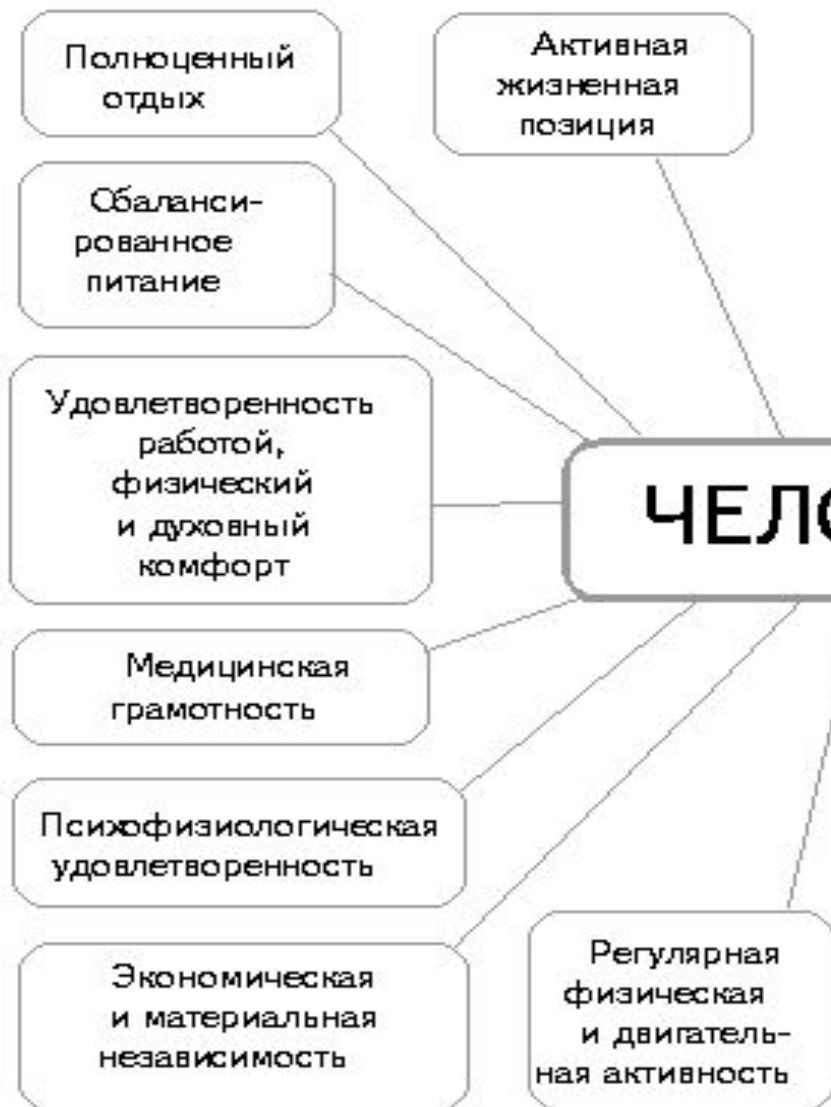 Полноценный
отдых
Активная
жизненная
позиция
Сбаланси-
рованное
питание
Удовлетворенность
работой,
физический
и духовный
комфорт
ЧЕЛО
Медицинская
грамотность
Психофизиологическая
удовлетворенность
Экономическая
и материальная
независимость
Регулярная
физическая
и двигатель-
ная активность